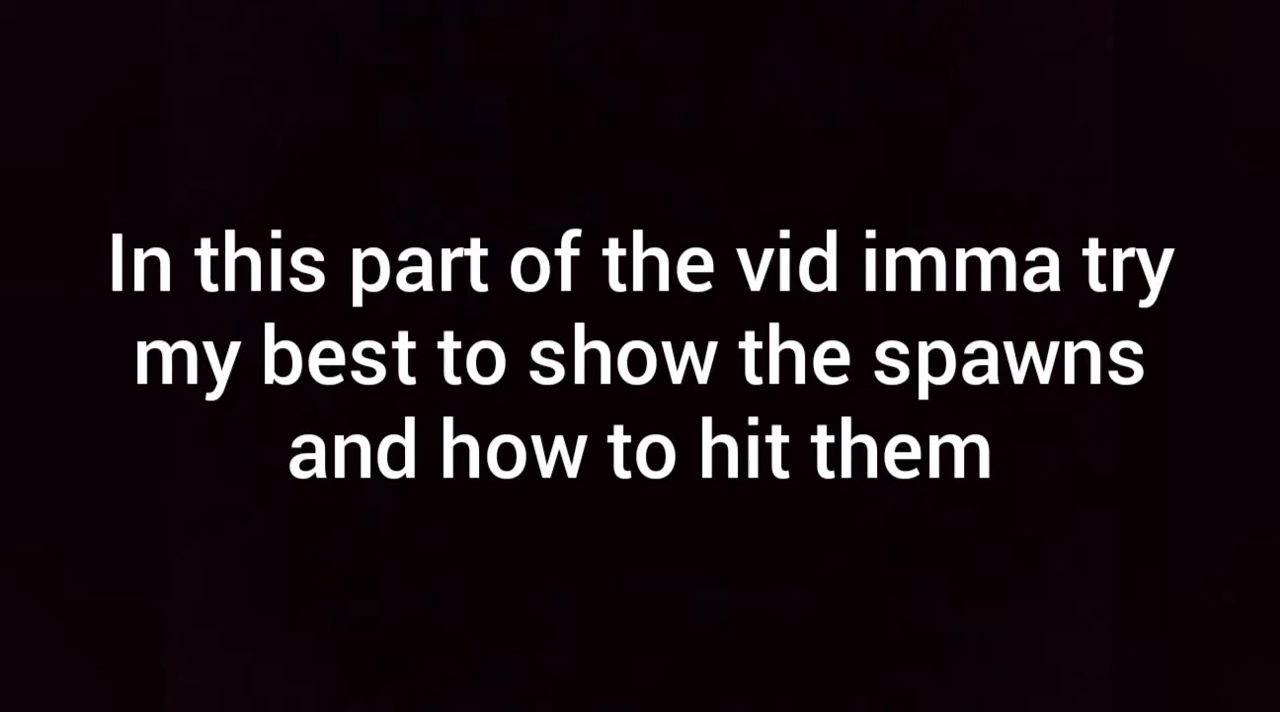 In this part of the vid imma try
my best to show the spawns
and how to hit them